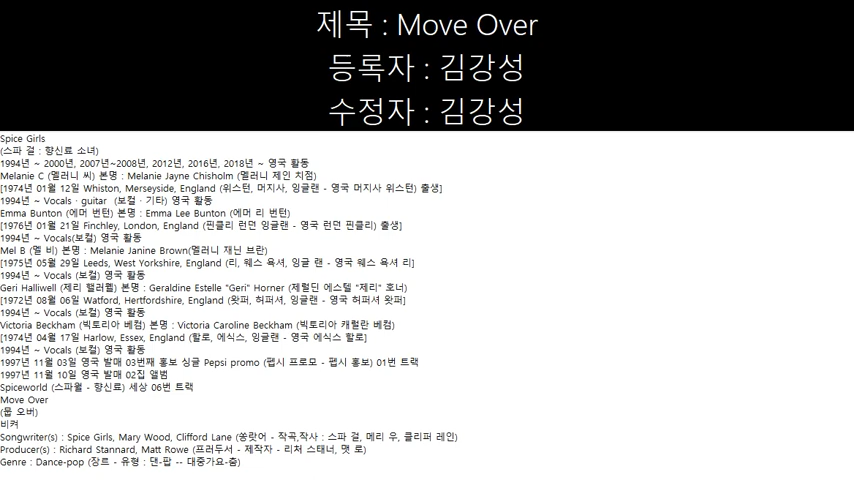 제목 : Move Over
등록자 : 김강성
수정자 : 김강성
Spice Girls
(스파 걸 : 향신료 소녀)
1994년 ~ 2000년, 2007년~2008년, 2012년, 2016년, 2018년 ~ 영국 활동
Melanie C (멜러니 씨) 본명 : Melanie Jayne Chisholm (멜러니 제인 치점)
[1974년 01월 12일 Whiston, Merseyside, England (위스턴, 머지사, 잉글랜 - 영국 머지사 위스턴) 출생]
1994년 ~ Vocals · guitar (보컬 · 기타) 영국 활동
Emma Bunton (에머 번턴) 본명 : Emma Lee Bunton (에머 리 번턴)
[1976년 01월 21일 Finchley, London, England (핀클리 런던 잉글랜 - 영국 런던 핀클리) 출생]
1994년 ~ Vocals(보컬) 영국 활동
Mel B (멜 비) 본명 : Melanie Janine Brown(멜러니 재닌 브란)
[1975년 05월 29일 Leeds, West Yorkshire, England (리, 웨스 욕셔, 잉글 랜 - 영국 웨스 욕셔 리]
1994년 ~ Vocals (보컬) 영국 활동
Geri Halliwell (제리 핼러웰) 본명 : Geraldine Estelle "Geri" Horner (제럴딘 에스텔 "제리" 호너)
[1972년 08월 06일 Watford, Hertfordshire, England (왓퍼, 허퍼셔, 잉글랜 - 영국 허퍼셔 왓퍼]
1994년 ~ Vocals (보컬) 영국 활동
Victoria Beckham (빅토리아 베컴) 본명 : Victoria Caroline Beckham (빅토리아 캐럴란 베컴)
[1974년 04월 17일 Harlow, Essex, England (할로, 에식스, 잉글랜 - 영국 에식스 할로]
1994년 ~ Vocals (보컬) 영국 활동
1997년 11월 03일 영국 발매 03번째 홍보 싱글 Pepsi promo (팹시 프로모 - 팹시 홍보) 01번 트랙
1997년 11월 10일 영국 발매 02집 앨범
Spiceworld (스파월 - 향신료) 세상 06번 트랙
Move Over
(뭅 오버)
비켜
Songwriter(s) : Spice Girls, Mary Wood, Clifford Lane (쏭랏어 - 작곡,작사 : 스파 걸, 메리 우, 클리퍼 레인)
Producer(s) : Richard Stannard, Matt Rowe (프러두서 - 제작자 - 리처 스태너, 맷 로)
Genre : Dance-pop (장르 - 유형 : 댄-팝 -- 대중가요-춤)